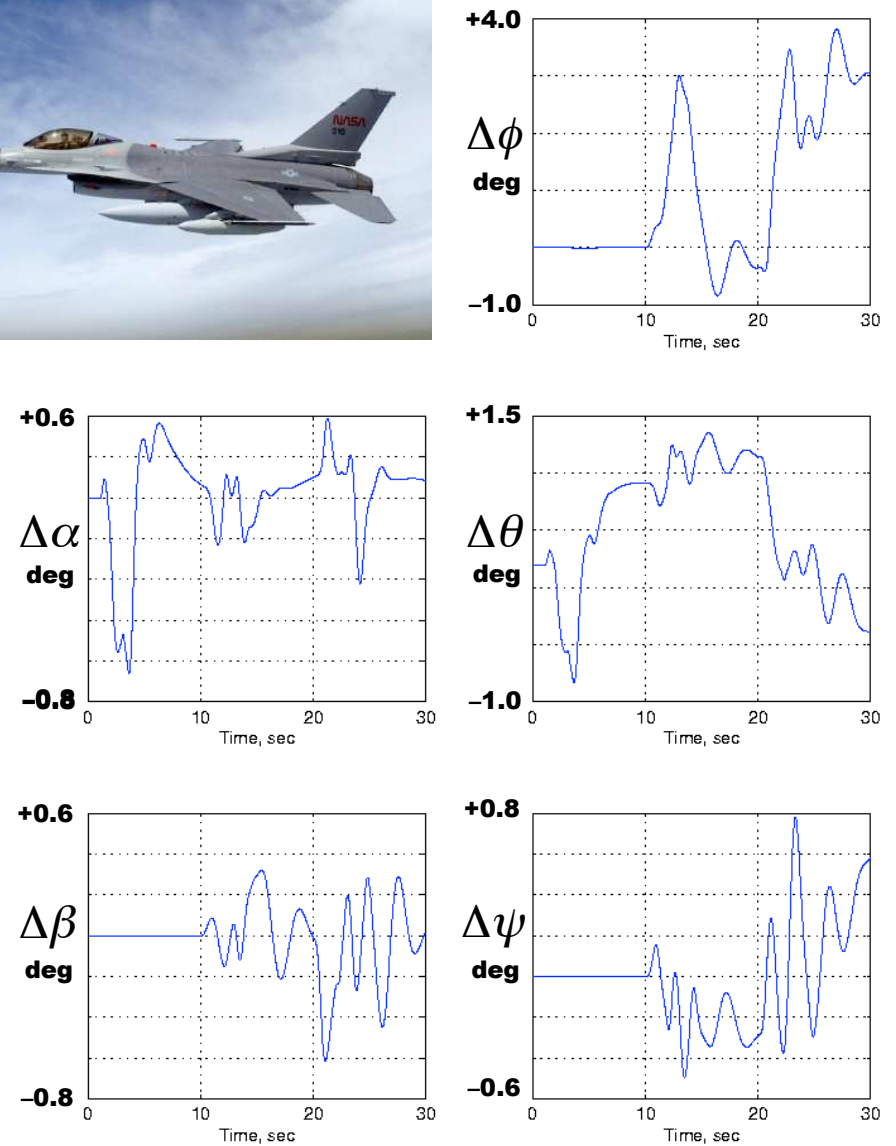 NASA
+4.0
Δϕ
deg
–1.0
0 10 20 30
Time, sec
+0.6
Δα
deg
–0.8
0 10 20 30
Time, sec
+1.5
Δθ
deg
–1.0
0 10 20 30
Time, sec
+0.6
Δβ
deg
–0.8
0 10 20 30
Time, sec
+0.8
Δψ
deg
–0.6
0 10 20 30
Time, sec